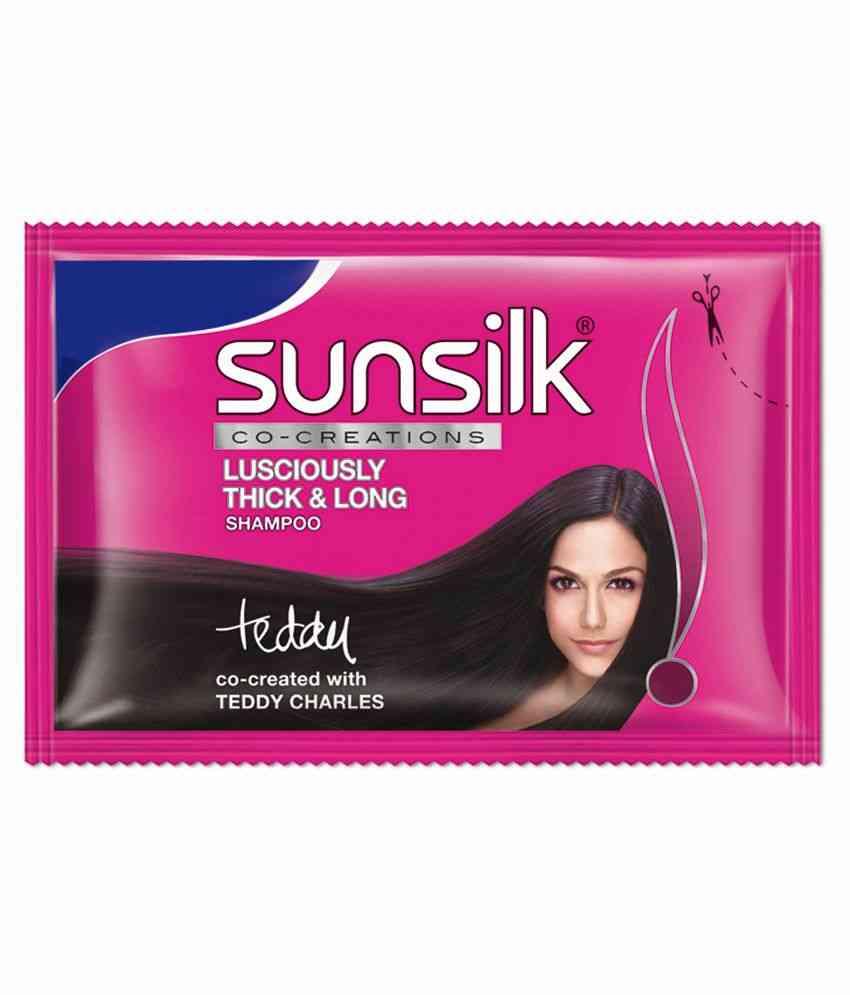 sunsilk®
CO-CREATIONS
LUSCIOUSLY
THICK & LONG
SHAMPOO
teddy
co-created with
TEDDY CHARLES